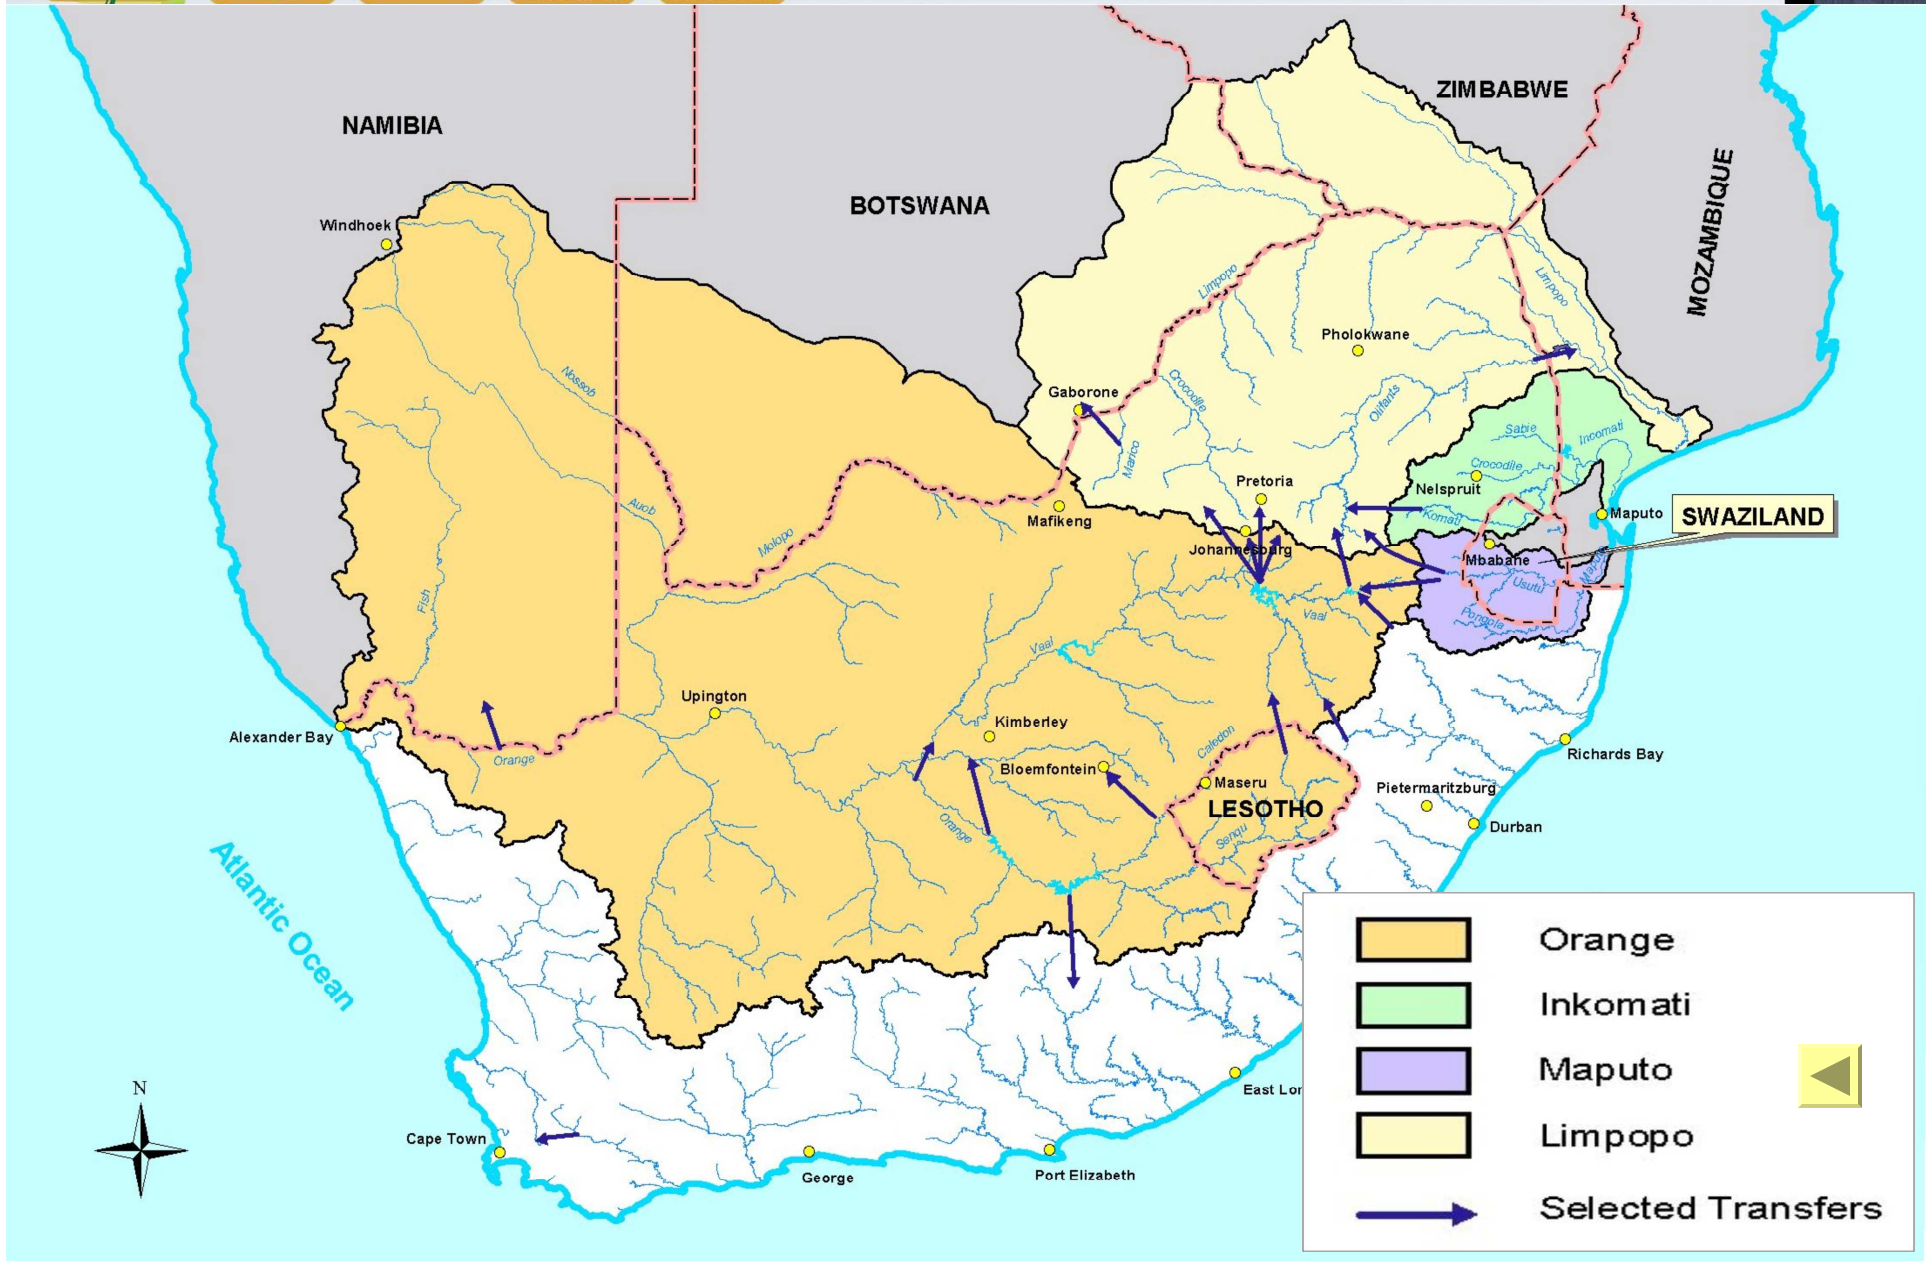 ZIMBABWE
NAMIBIA
BOTSWANA
MOZAMBIQUE
Windhoek
Limpopo
Limpopo
Pholokwane
Nossob
Crocodile
Gaborone
Olifants
Sabie
Incomati
Marico
Crocodile
Pretoria
Nelspruit
Auob
Mafikeng
Komati
Maputo
SWAZILAND
Molopo
Johannesburg
Mbabane
Usutu
Fish
Vaal
Pongola
Vaal
Upington
Kimberley
Caledon
Alexander Bay
Orange
Richards Bay
Bloemfontein
Maseru
Pietermaritzburg
LESOTHO
Orange
Senqu
Durban
Atlantic Ocean
Orange
Inkomati
Maputo
Limpopo
Selected Transfers
N
East Lon
Cape Town
George
Port Elizabeth